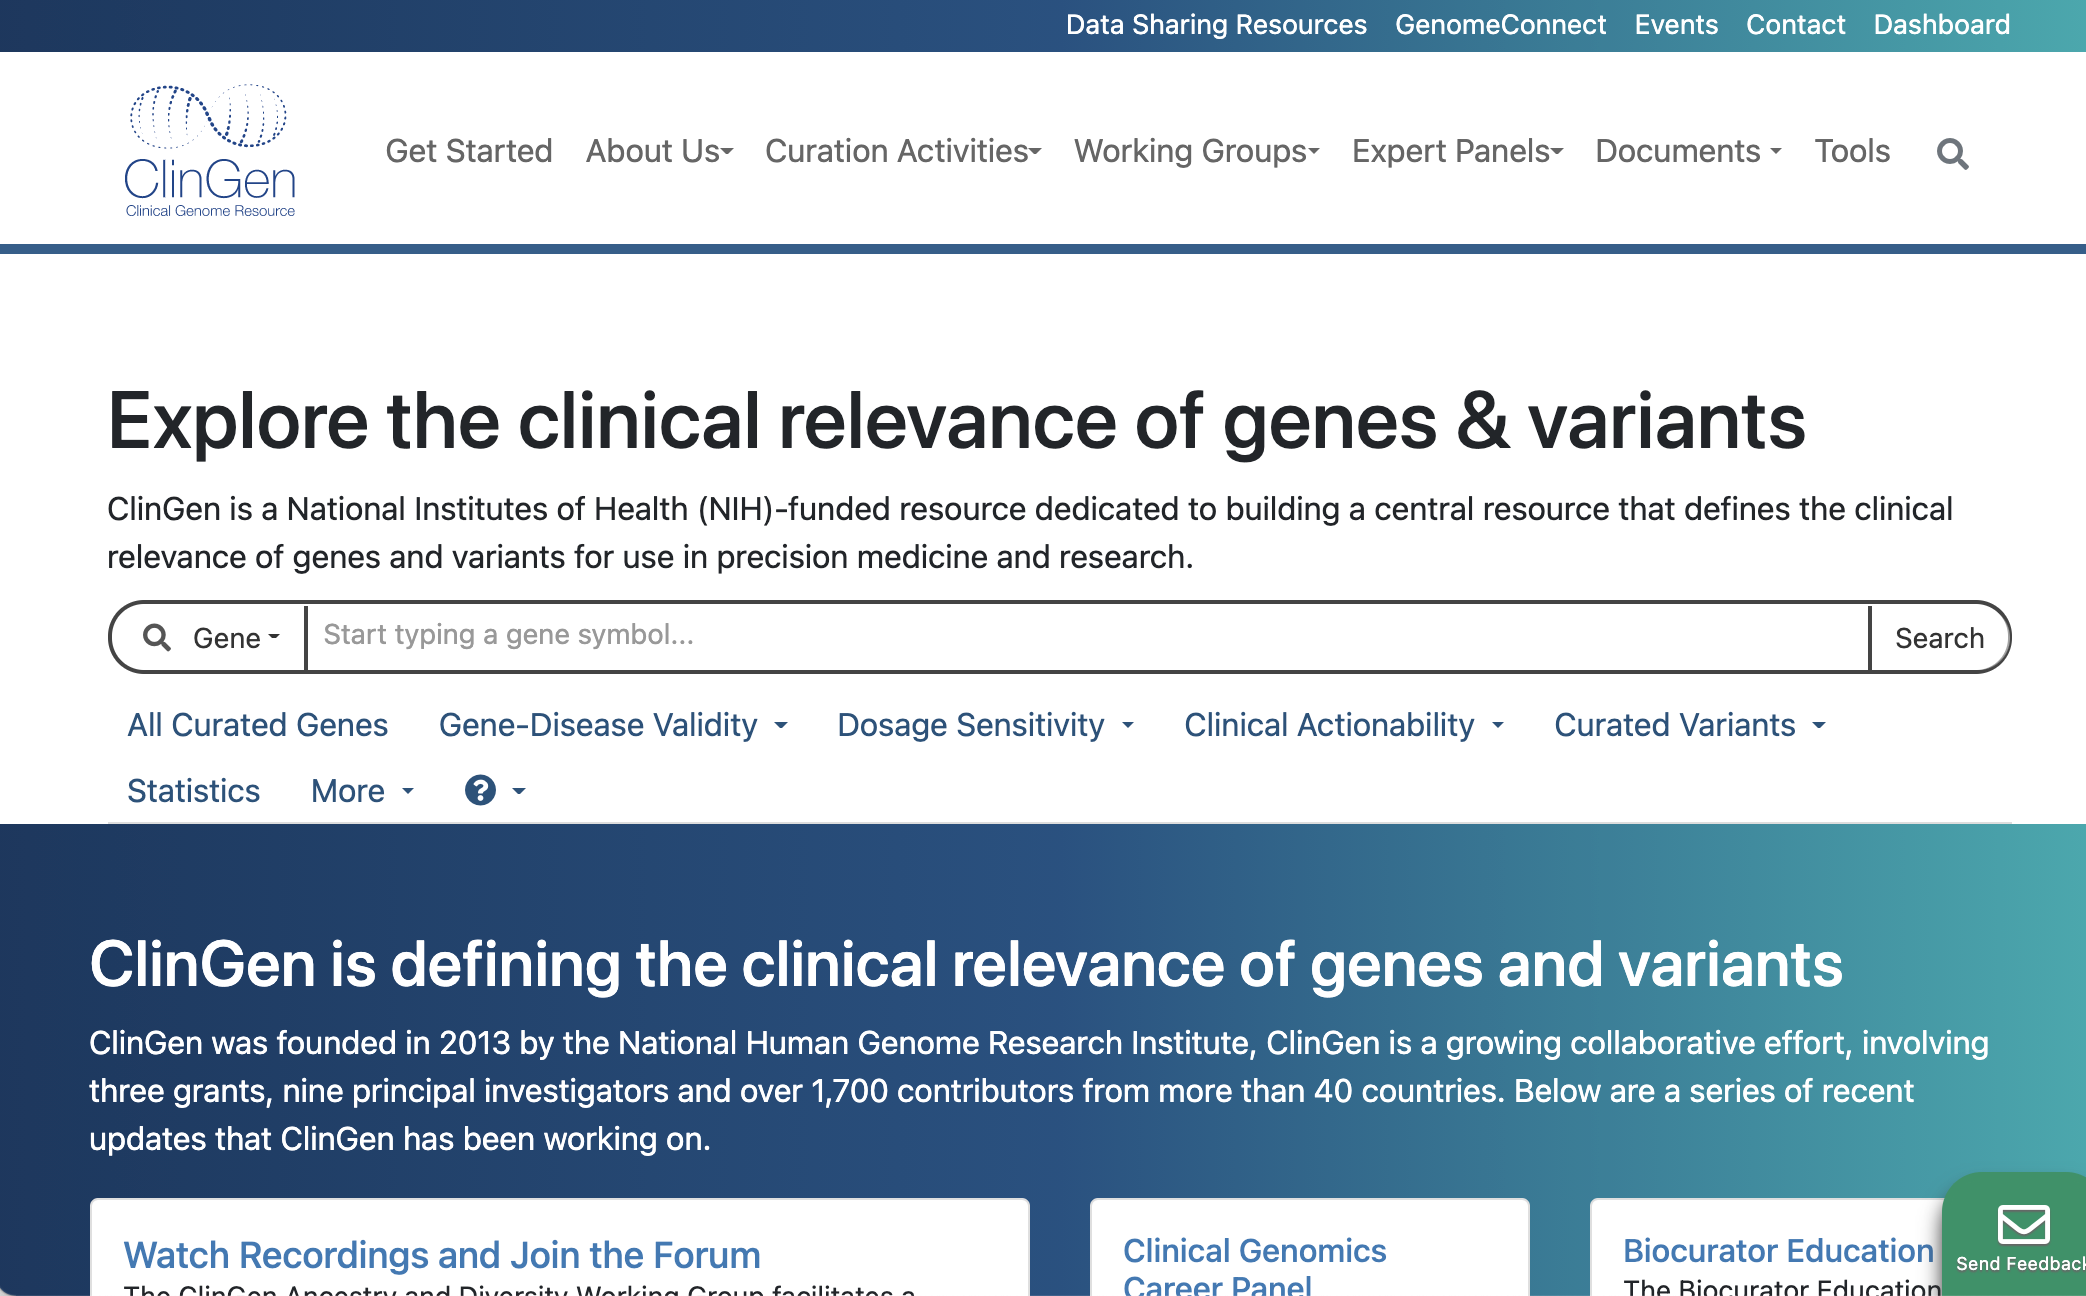 Data Sharing Resources GenomeConnect Events Contact Dashboard
ClinGen
Clinical Genome Resource
Get Started About Us Curation Activities Working Groups Expert Panels Documents Tools
Explore the clinical relevance of genes & variants
ClinGen is a National Institutes of Health (NIH)-funded resource dedicated to building a central resource that defines the clinical
relevance of genes and variants for use in precision medicine and research.
Gene Start typing a gene symbol... Search
All Curated Genes Gene-Disease Validity Dosage Sensitivity Clinical Actionability Curated Variants
Statistics More ?
ClinGen is defining the clinical relevance of genes and variants
ClinGen was founded in 2013 by the National Human Genome Research Institute, ClinGen is a growing collaborative effort, involving
three grants, nine principal investigators and over 1,700 contributors from more than 40 countries. Below are a series of recent
updates that ClinGen has been working on.
Watch Recordings and Join the Forum
The ClinGen Ancestry and Diversity Working Group facilitates a
Clinical Genomics
Career Panel
Biocurator Education
The Biocurator Education
Send Feedback